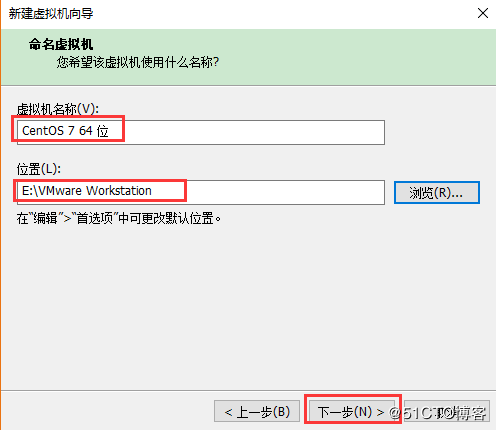 新建虚拟机向导
命名虚拟机
您希望该虚拟机使用什么名称?
虚拟机名称(V):
CentOS 7 64 位
位置(L):
E:\VMware Workstation
浏览(R)...
在“编辑”>“首选项”中可更改默认位置。
< 上一步(B)
下一步(N) >
@51CTO博客